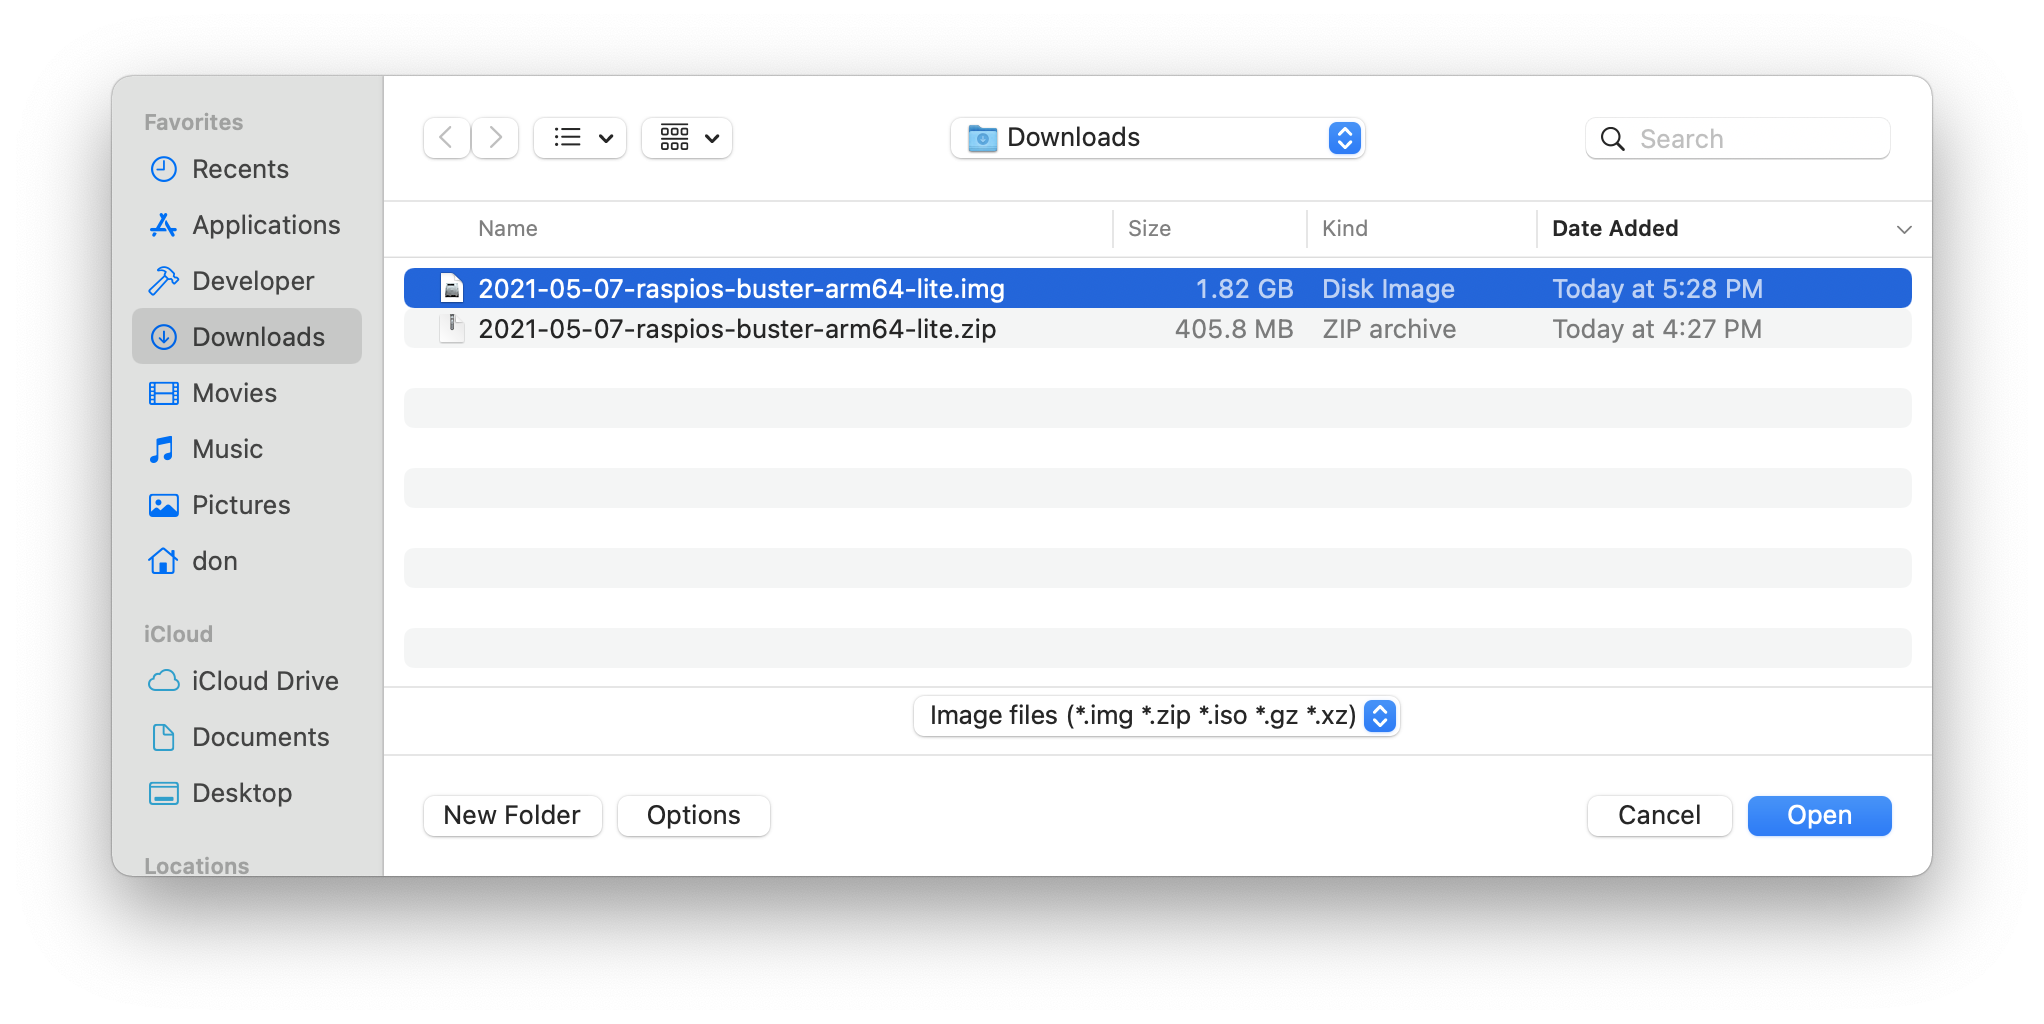 Favorites
Recents
Applications
Developer
Downloads
Movies
Music
Pictures
don
iCloud
iCloud Drive
Documents
Desktop
Locations
Downloads
Search
Name Size Kind Date Added
2021-05-07-raspios-buster-arm64-lite.img 1.82 GB Disk Image Today at 5:28 PM
2021-05-07-raspios-buster-arm64-lite.zip 405.8 MB ZIP archive Today at 4:27 PM
Image files (*.img *.zip *.iso *.gz *.xz)
New Folder Options Cancel Open